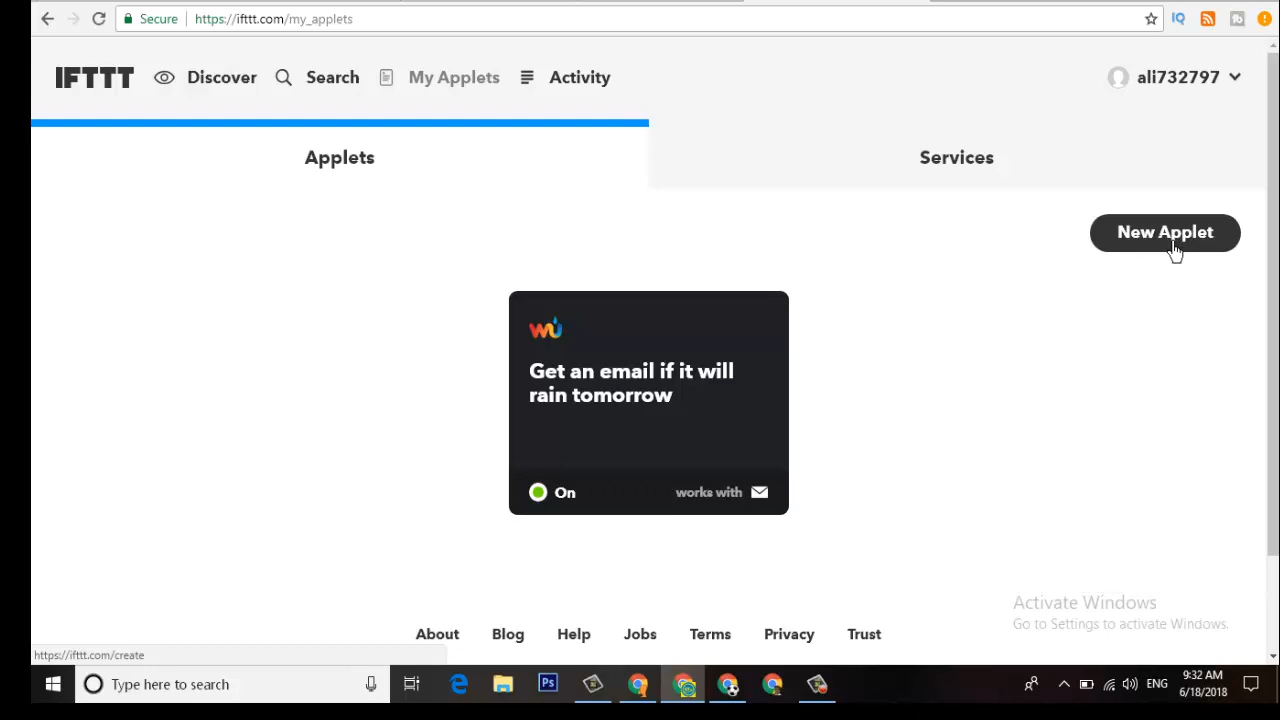 Secure https://ifttt.com/my_applets
IFTTT Discover Search My Applets Activity ali732797
Applets Services
New Applet
Get an email if it will
rain tomorrow
On works with
Activate Windows
Go to Settings to activate Windows.
About Blog Help Jobs Terms Privacy Trust
https://ifttt.com/create
Type here to search
Ps
ENG
9:32 AM
6/18/2018